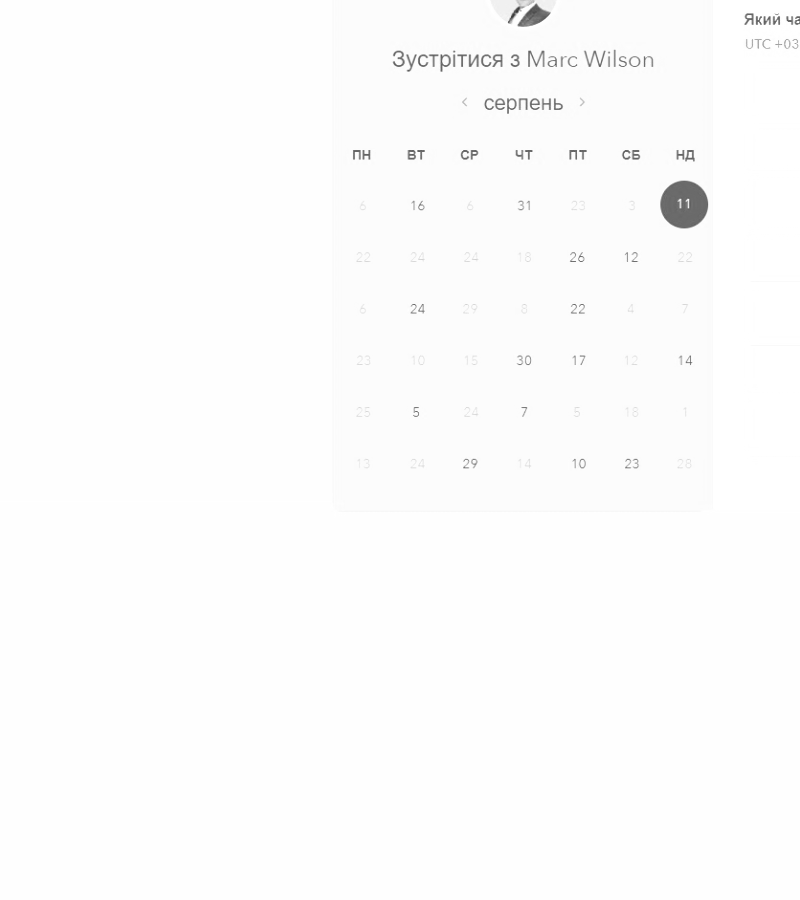 Який ча
UTC +03
Зустрітися з Marc Wilson
‹ серпень ›
ПН ВТ СР ЧТ ПТ СБ НД
6 16 6 31 23 3 11
22 24 24 18 26 12 22
6 24 29 8 22 4 7
23 10 15 30 17 12 14
25 5 24 7 5 18 1
13 24 29 14 10 23 28